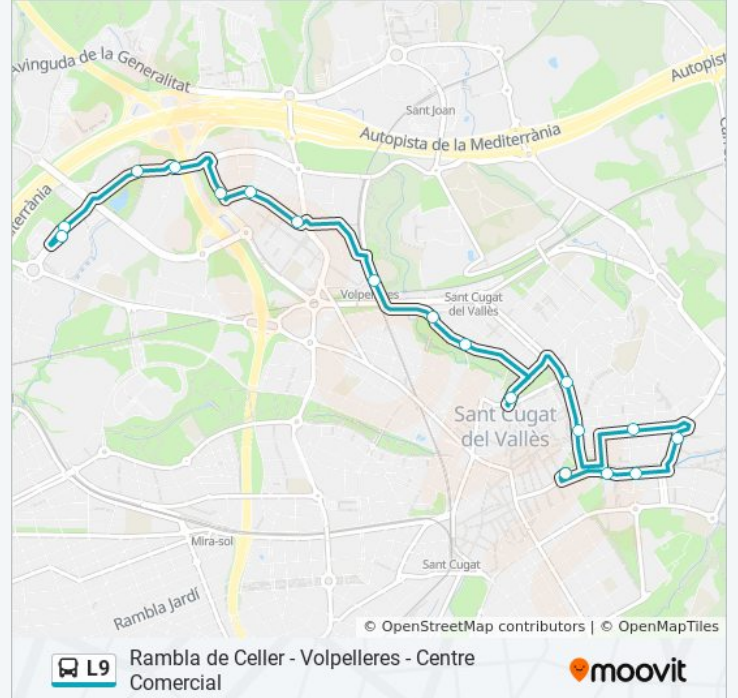 Avinguda de la Generalitat
Autopista
Sant Joan
Autopista de la Mediterrània
Volpelleres
Sant Cugat
del Vallès
Sant Cugat
del Vallès
Mira-sol
Sant Cugat
Rambla Jardí
© OpenStreetMap contributors | © OpenMapTiles
L9
Rambla de Celler - Volpelleres - Centre
Comercial
moovit